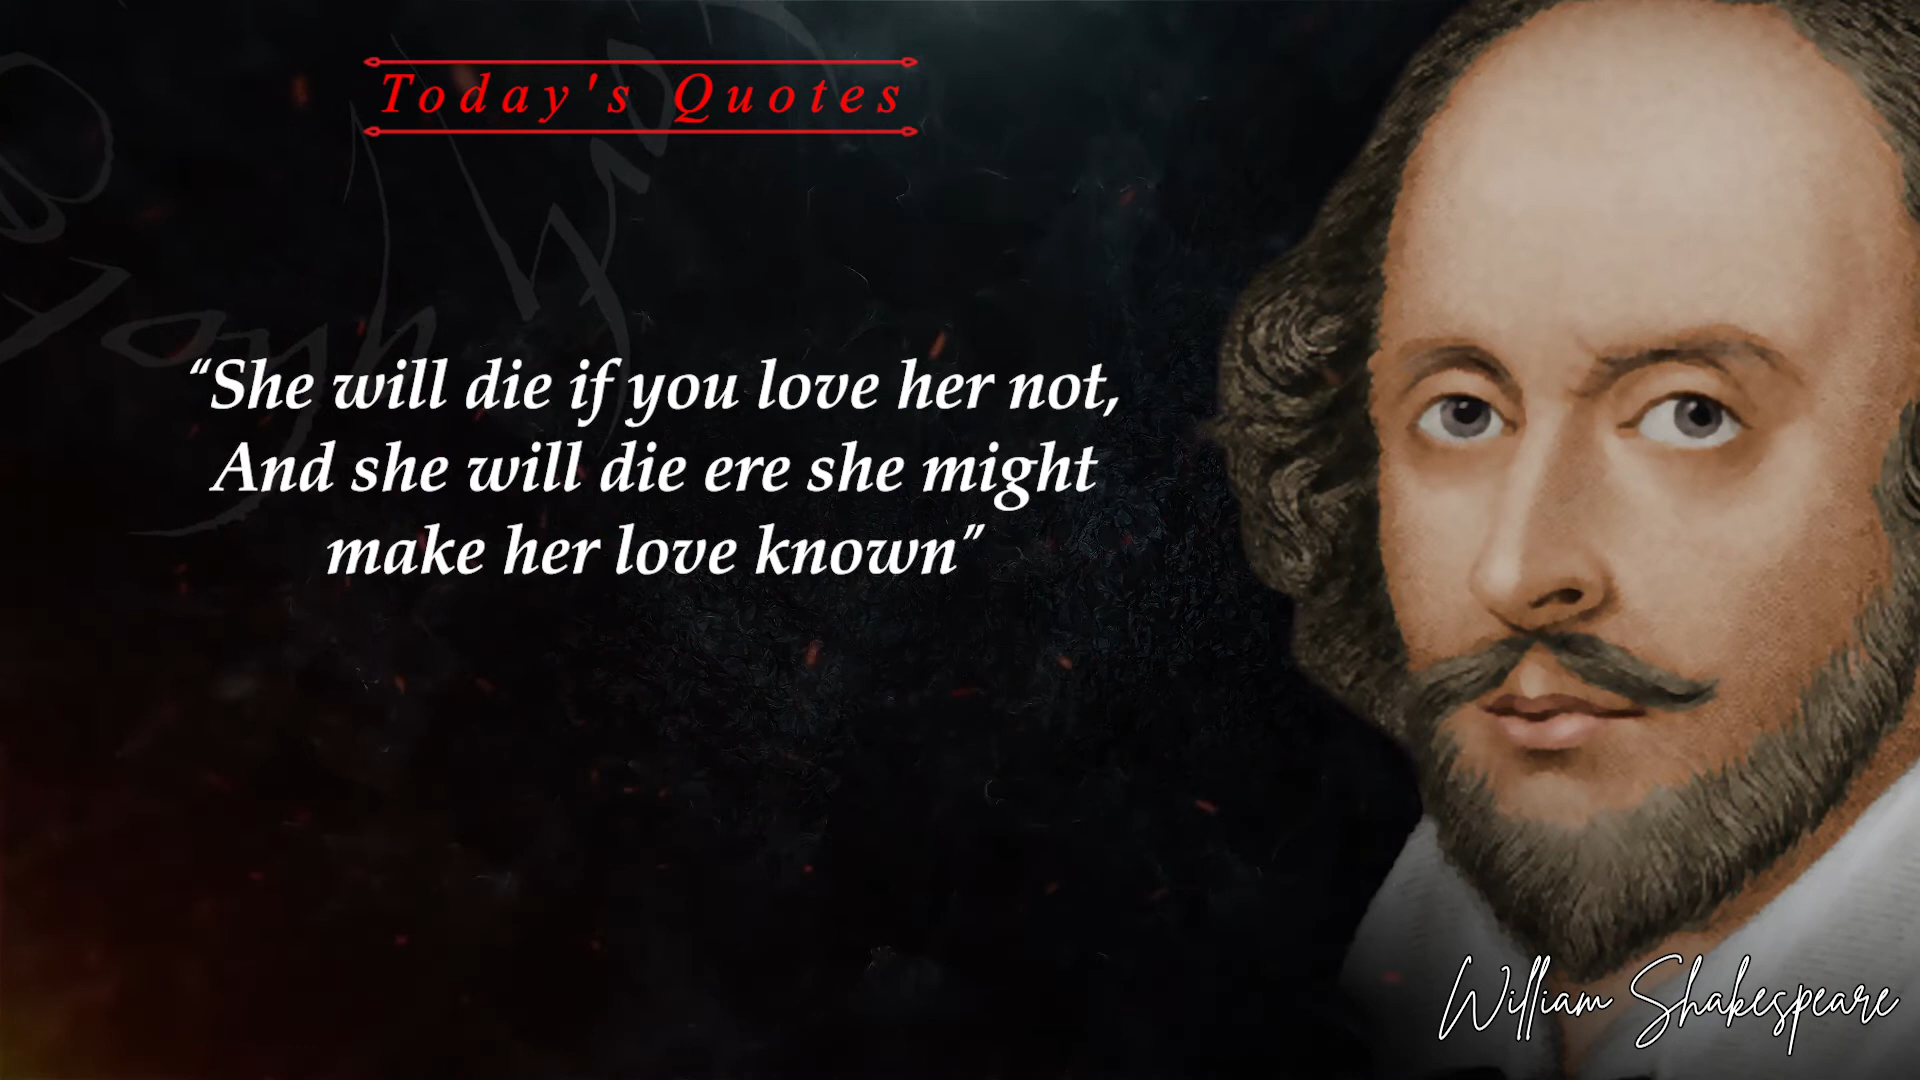 Today's Quotes
“She will die if you love her not,
And she will die ere she might
make her love known”
William Shakespeare